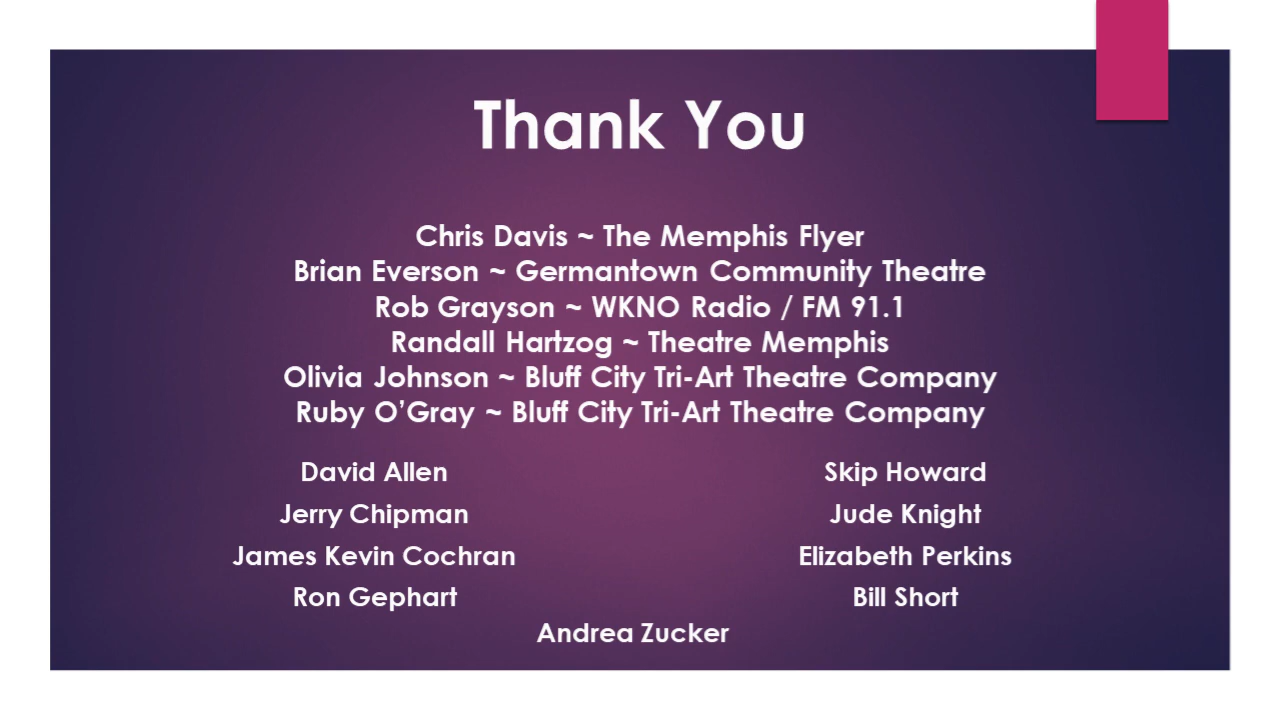 Thank You
Chris Davis ~ The Memphis Flyer
Brian Everson ~ Germantown Community Theatre
Rob Grayson ~ WKNO Radio / FM 91.1
Randall Hartzog ~ Theatre Memphis
Olivia Johnson ~ Bluff City Tri-Art Theatre Company
Ruby O’Gray ~ Bluff City Tri-Art Theatre Company
David Allen
Jerry Chipman
James Kevin Cochran
Ron Gephart
Skip Howard
Jude Knight
Elizabeth Perkins
Bill Short
Andrea Zucker